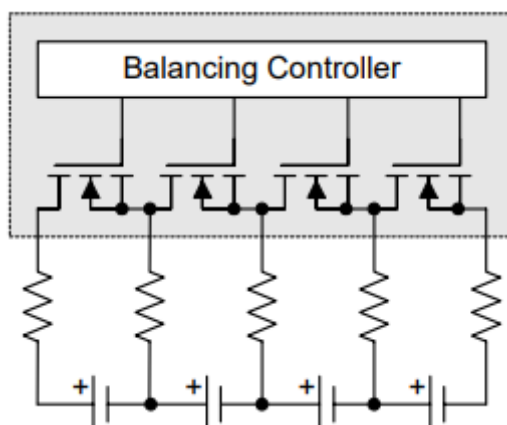 Balancing Controller
+ + + +